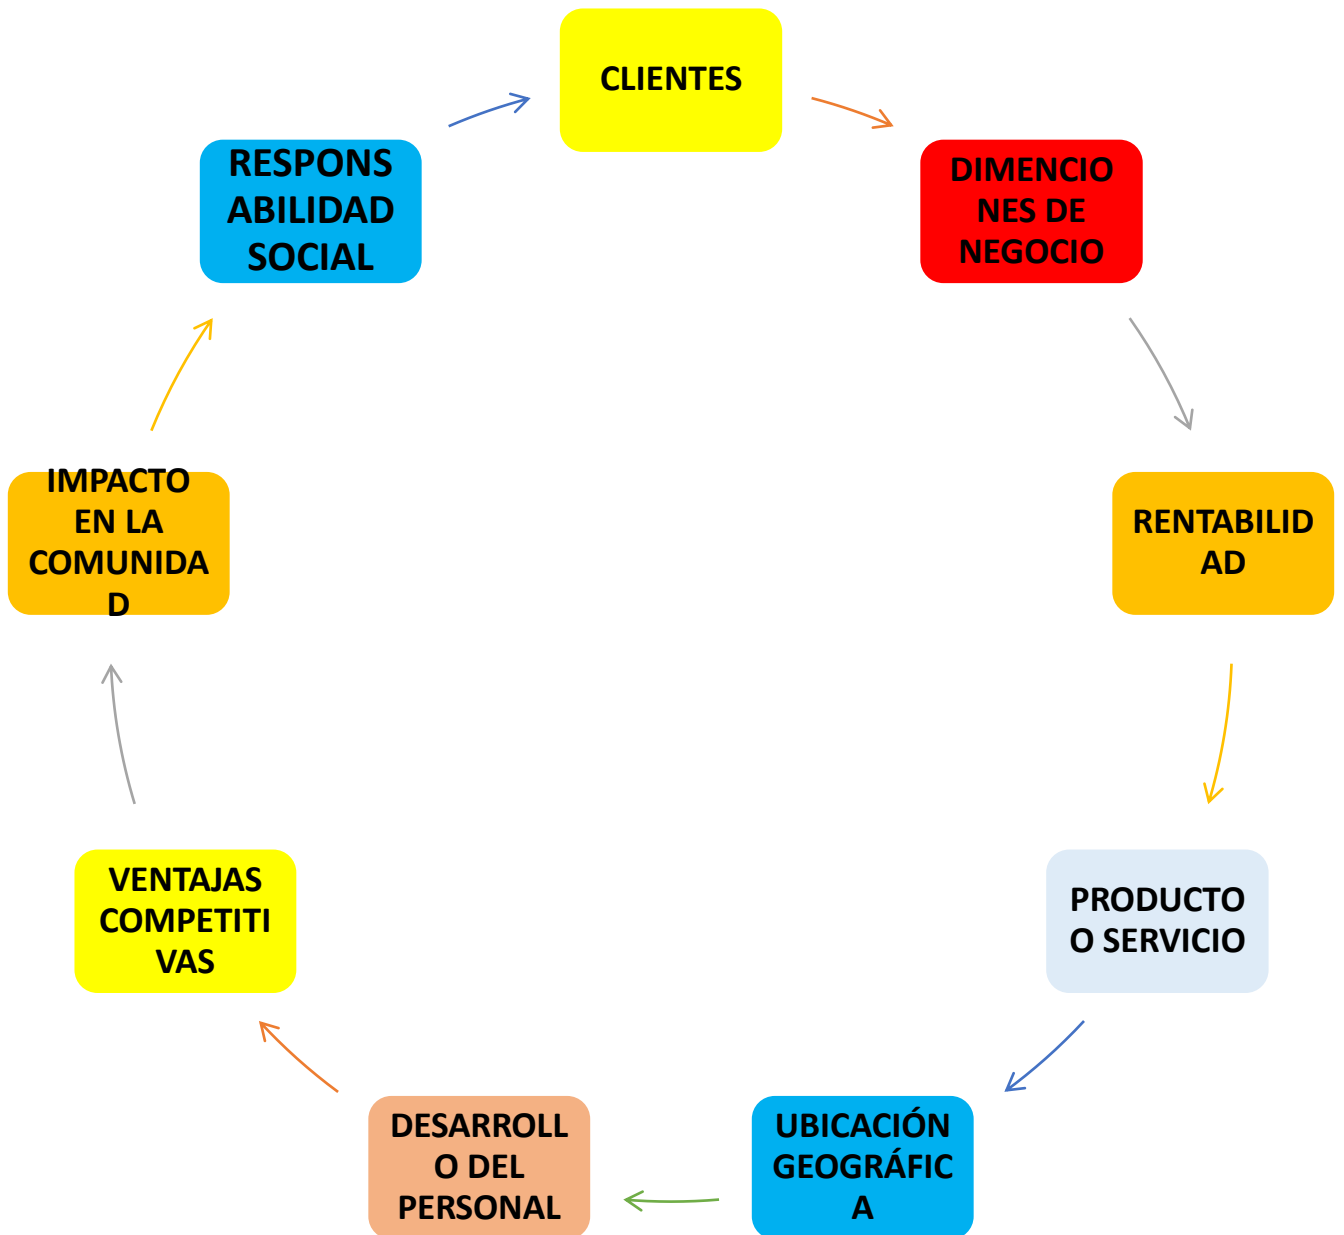 CLIENTES
DIMENCIO
NES DE
NEGOCIO
RENTABILID
AD
PRODUCTO
O SERVICIO
UBICACIÓN
GEOGRÁFIC
A
DESARROLL
O DEL
PERSONAL
VENTAJAS
COMPETITI
VAS
IMPACTO
EN LA
COMUNIDA
D
RESPONS
ABILIDAD
SOCIAL